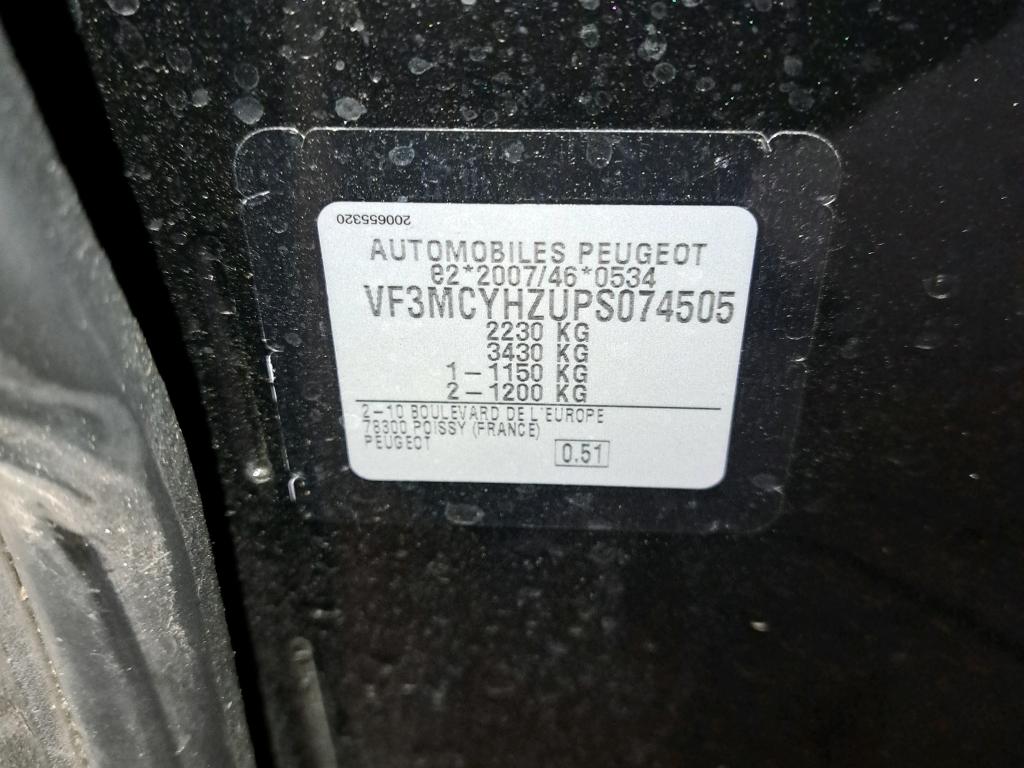 200655320
AUTOMOBILES PEUGEOT
e2*2007/46*0534
VF3MCYHZUPS074505
2230 KG
3430 KG
1-1150 KG
2-1200 KG
2-10 BOULEVARD DE L'EUROPE
78300 POISSY (FRANCE)
PEUGEOT
0.51